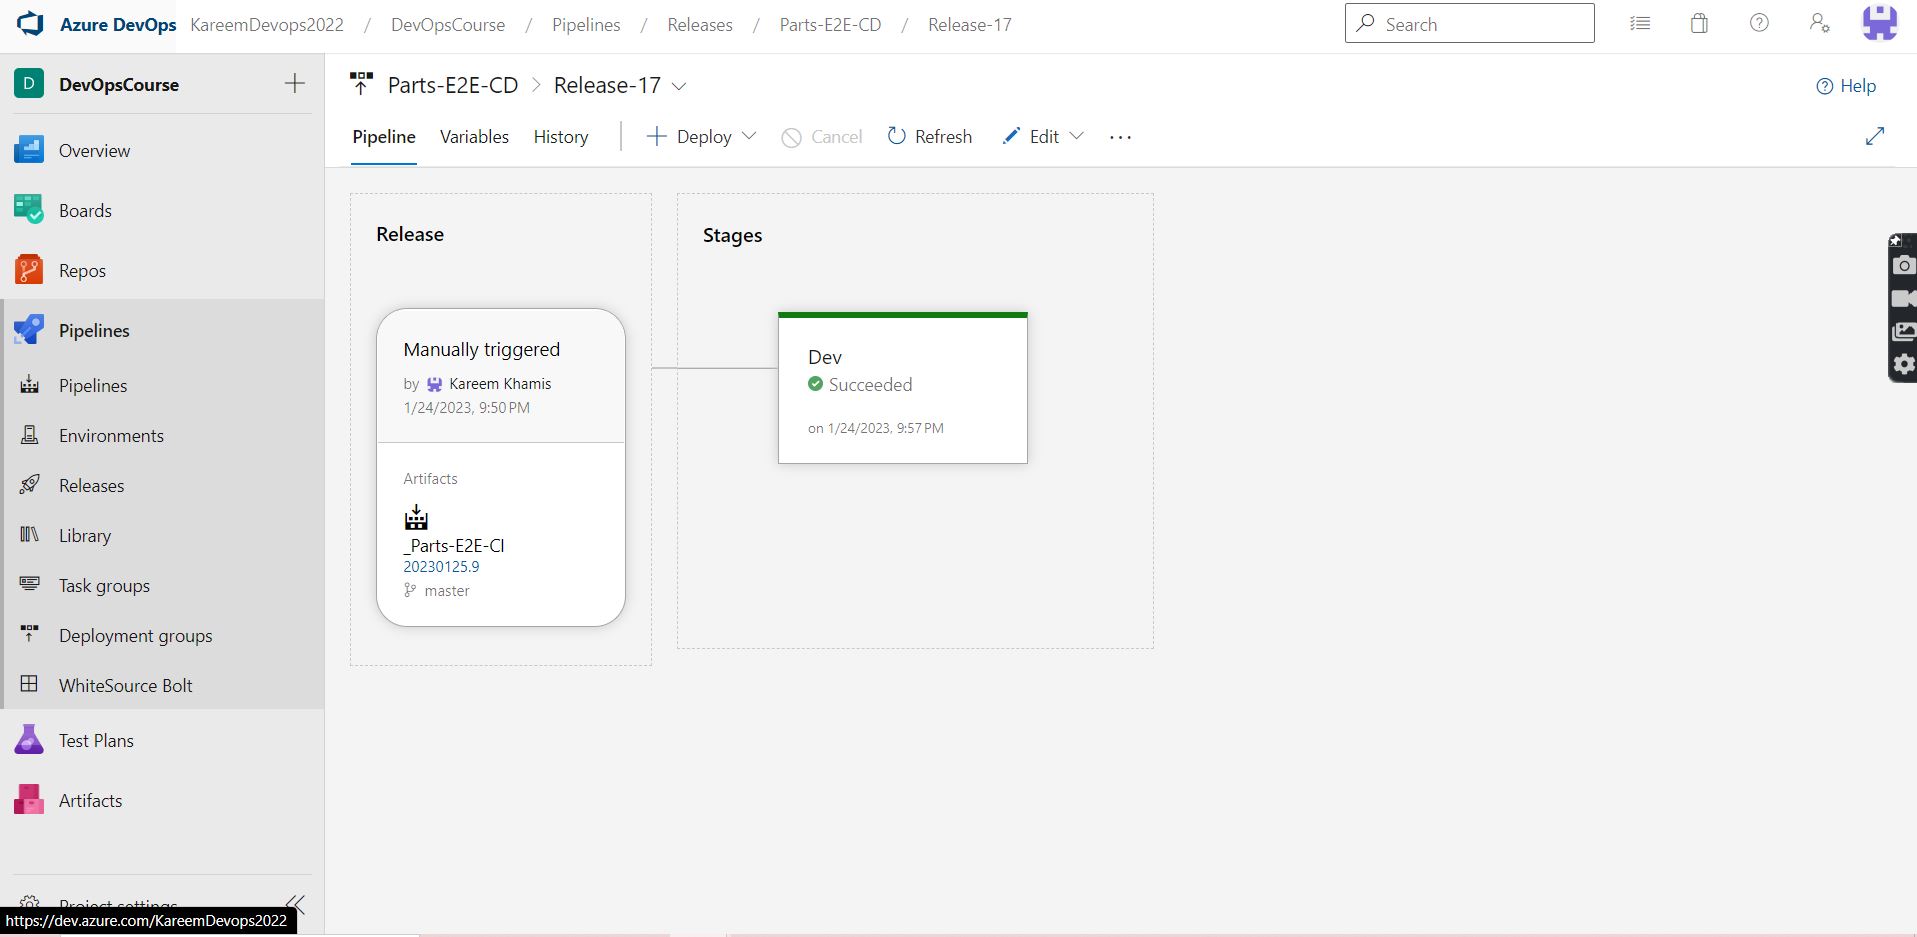 Azure DevOps KareemDevops2022 / DevOpsCourse / Pipelines / Releases / Parts-E2E-CD / Release-17
Search
D DevOpsCourse
Overview
Boards
Repos
Pipelines
Pipelines
Environments
Releases
Library
Task groups
Deployment groups
WhiteSource Bolt
Test Plans
Artifacts
Project settings
https://dev.azure.com/KareemDevops2022
Parts-E2E-CD > Release-17
Help
Pipeline Variables History Deploy Cancel Refresh Edit ...
Release
Manually triggered
by Kareem Khamis
1/24/2023, 9:50 PM
Artifacts
_Parts-E2E-CI
20230125.9
master
Stages
Dev
Succeeded
on 1/24/2023, 9:57 PM